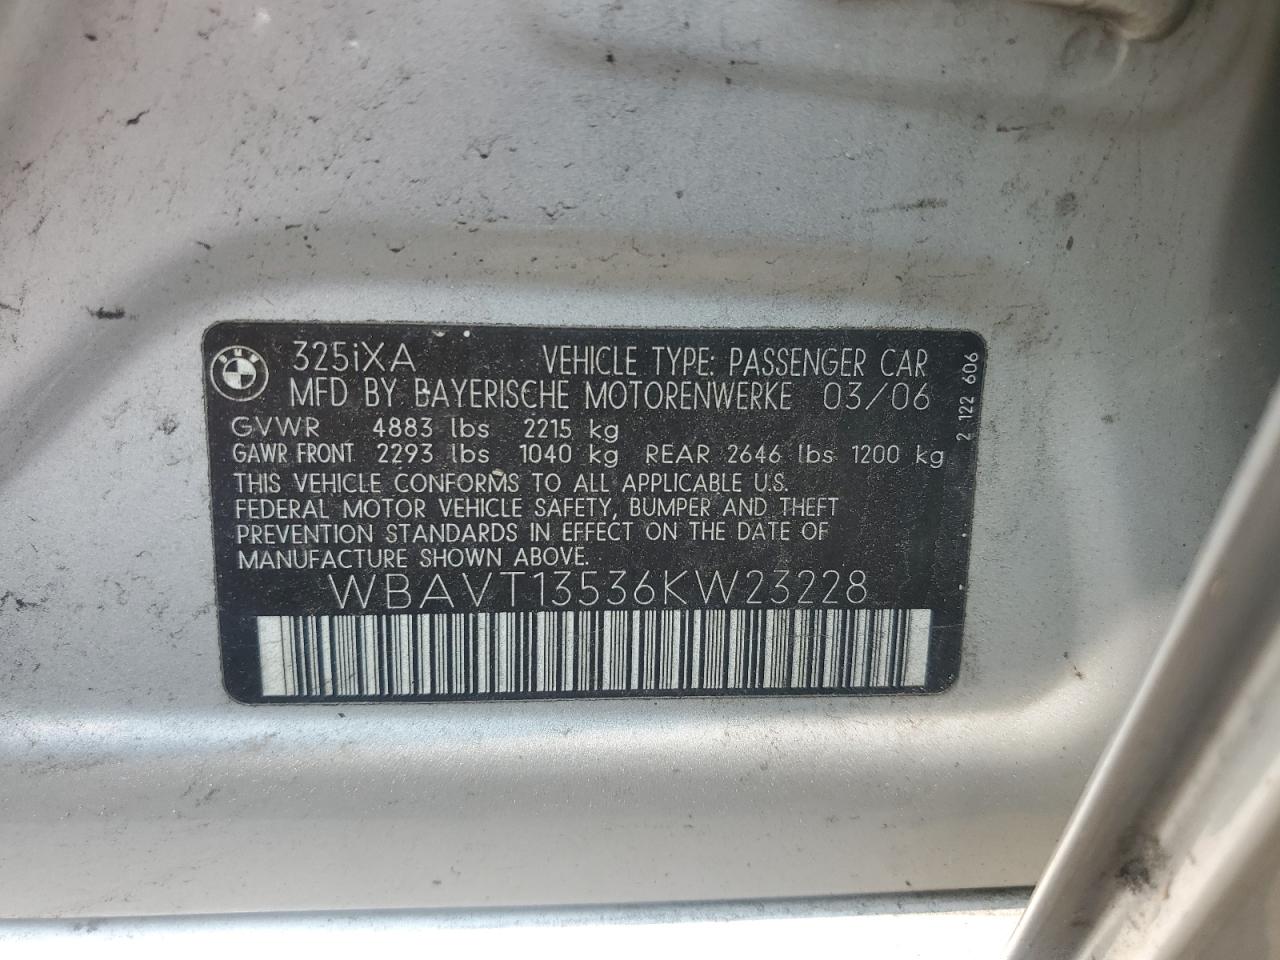 BMW
325iXA VEHICLE TYPE: PASSENGER CAR
MFD BY BAYERISCHE MOTORENWERKE 03/06
GVWR 4883 lbs 2215 kg
GAWR FRONT 2293 lbs 1040 kg REAR 2646 lbs 1200 kg
THIS VEHICLE CONFORMS TO ALL APPLICABLE U.S.
FEDERAL MOTOR VEHICLE SAFETY, BUMPER AND THEFT
PREVENTION STANDARDS IN EFFECT ON THE DATE OF
MANUFACTURE SHOWN ABOVE.
WBAVT13536KW23228
2 122 606